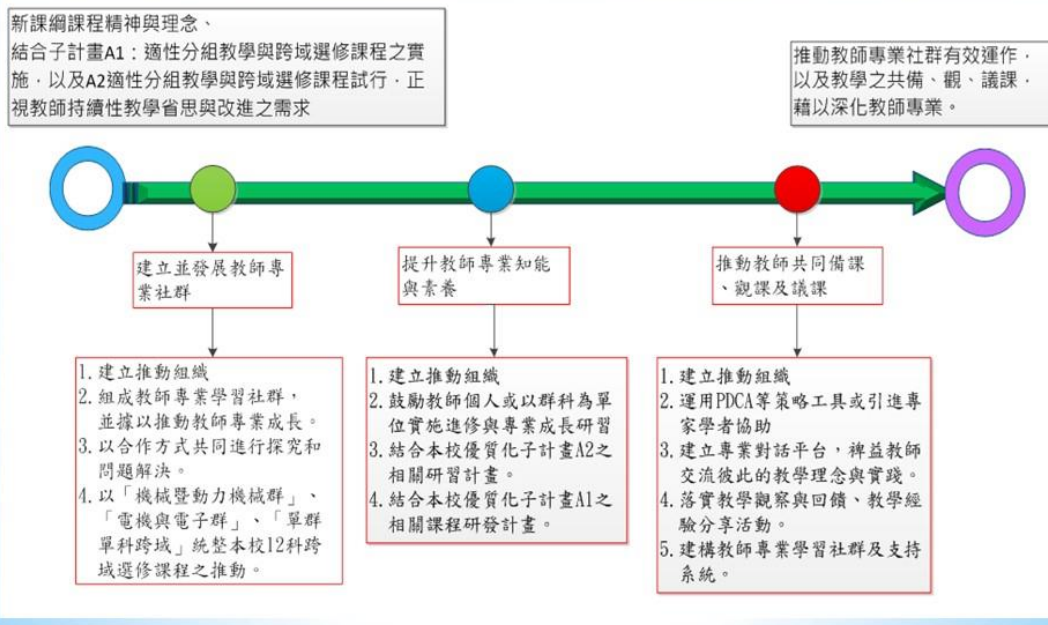 新課綱課程精神與理念、
結合子計畫A1：適性分組教學與跨域選修課程之實
施，以及A2適性分組教學與跨域選修課程試行，正
視教師持續性教學省思與改進之需求
推動教師專業社群有效運作，
以及教學之共備、觀、議課，
藉以深化教師專業。
建立並發展教師專
業社群
提升教師專業知能
與素養
推動教師共同備課
、觀課及議課
1. 建立推動組織
2. 組成教師專業學習社群，
並據以推動教師專業成長。
3. 以合作方式共同進行探究和
問題解決。
4. 以「機械暨動力機械群」、
「電機與電子群」、「單群
單科跨域」統整本校12科跨
域選修課程之推動。
1. 建立推動組織
2. 鼓勵教師個人或以群科為單
位實施進修與專業成長研習
3. 結合本校優質化子計畫A2之
相關研習計畫。
4. 結合本校優質化子計畫A1之
相關課程研發計畫。
1. 建立推動組織
2. 運用PDCA等策略工具或引進專
家學者協助
3. 建立專業對話平台，裨益教師
交流彼此的教學理念與實踐。
4. 落實教學觀察與回饋、教學經
驗分享活動。
5. 建構教師專業學習社群及支持
系統。